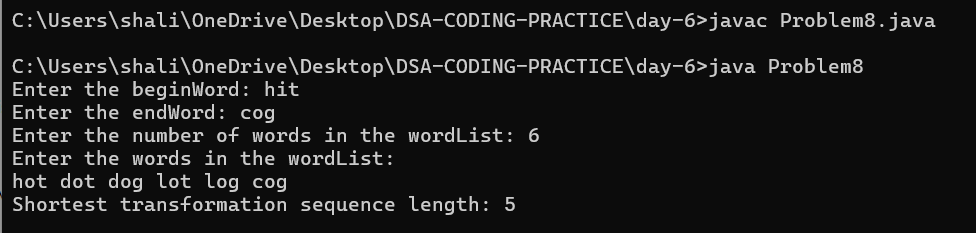 C:\Users\shali\OneDrive\Desktop\DSA-CODING-PRACTICE\day-6>javac Problem8.java
C:\Users\shali\OneDrive\Desktop\DSA-CODING-PRACTICE\day-6>java Problem8
Enter the beginWord: hit
Enter the endWord: cog
Enter the number of words in the wordList: 6
Enter the words in the wordList:
hot dot dog lot log cog
Shortest transformation sequence length: 5